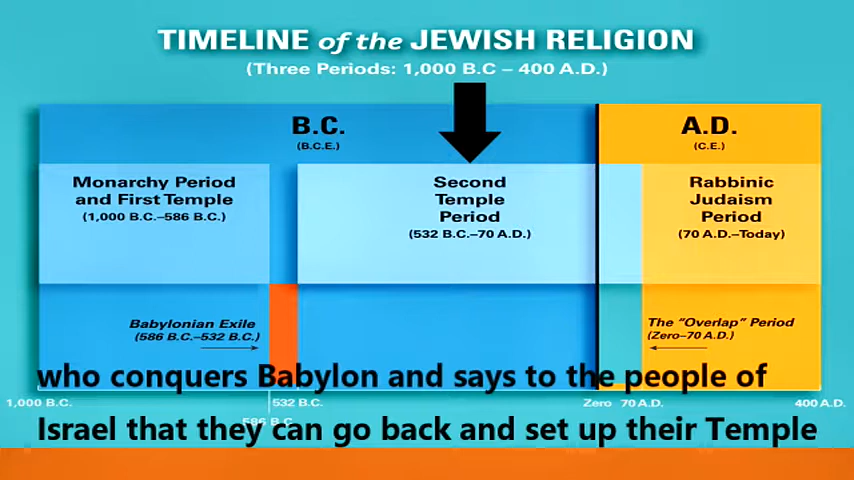 TIMELINE of the JEWISH RELIGION
(Three Periods: 1,000 B.C – 400 A.D.)
B.C.
(B.C.E.)
A.D.
(C.E.)
Monarchy Period
and First Temple
(1,000 B.C.–586 B.C.)
Second
Temple
Period
(532 B.C.–70 A.D.)
Rabbinic
Judaism
Period
(70 A.D.–Today)
Babylonian Exile
(586 B.C.–532 B.C.)
The "Overlap" Period
(Zero–70 A.D.)
who conquers Babylon and says to the people of
1,000 B.C.
532 B.C.
Zero
70 A.D.
400 A.D.
586 B.C.
Israel that they can go back and set up their Temple